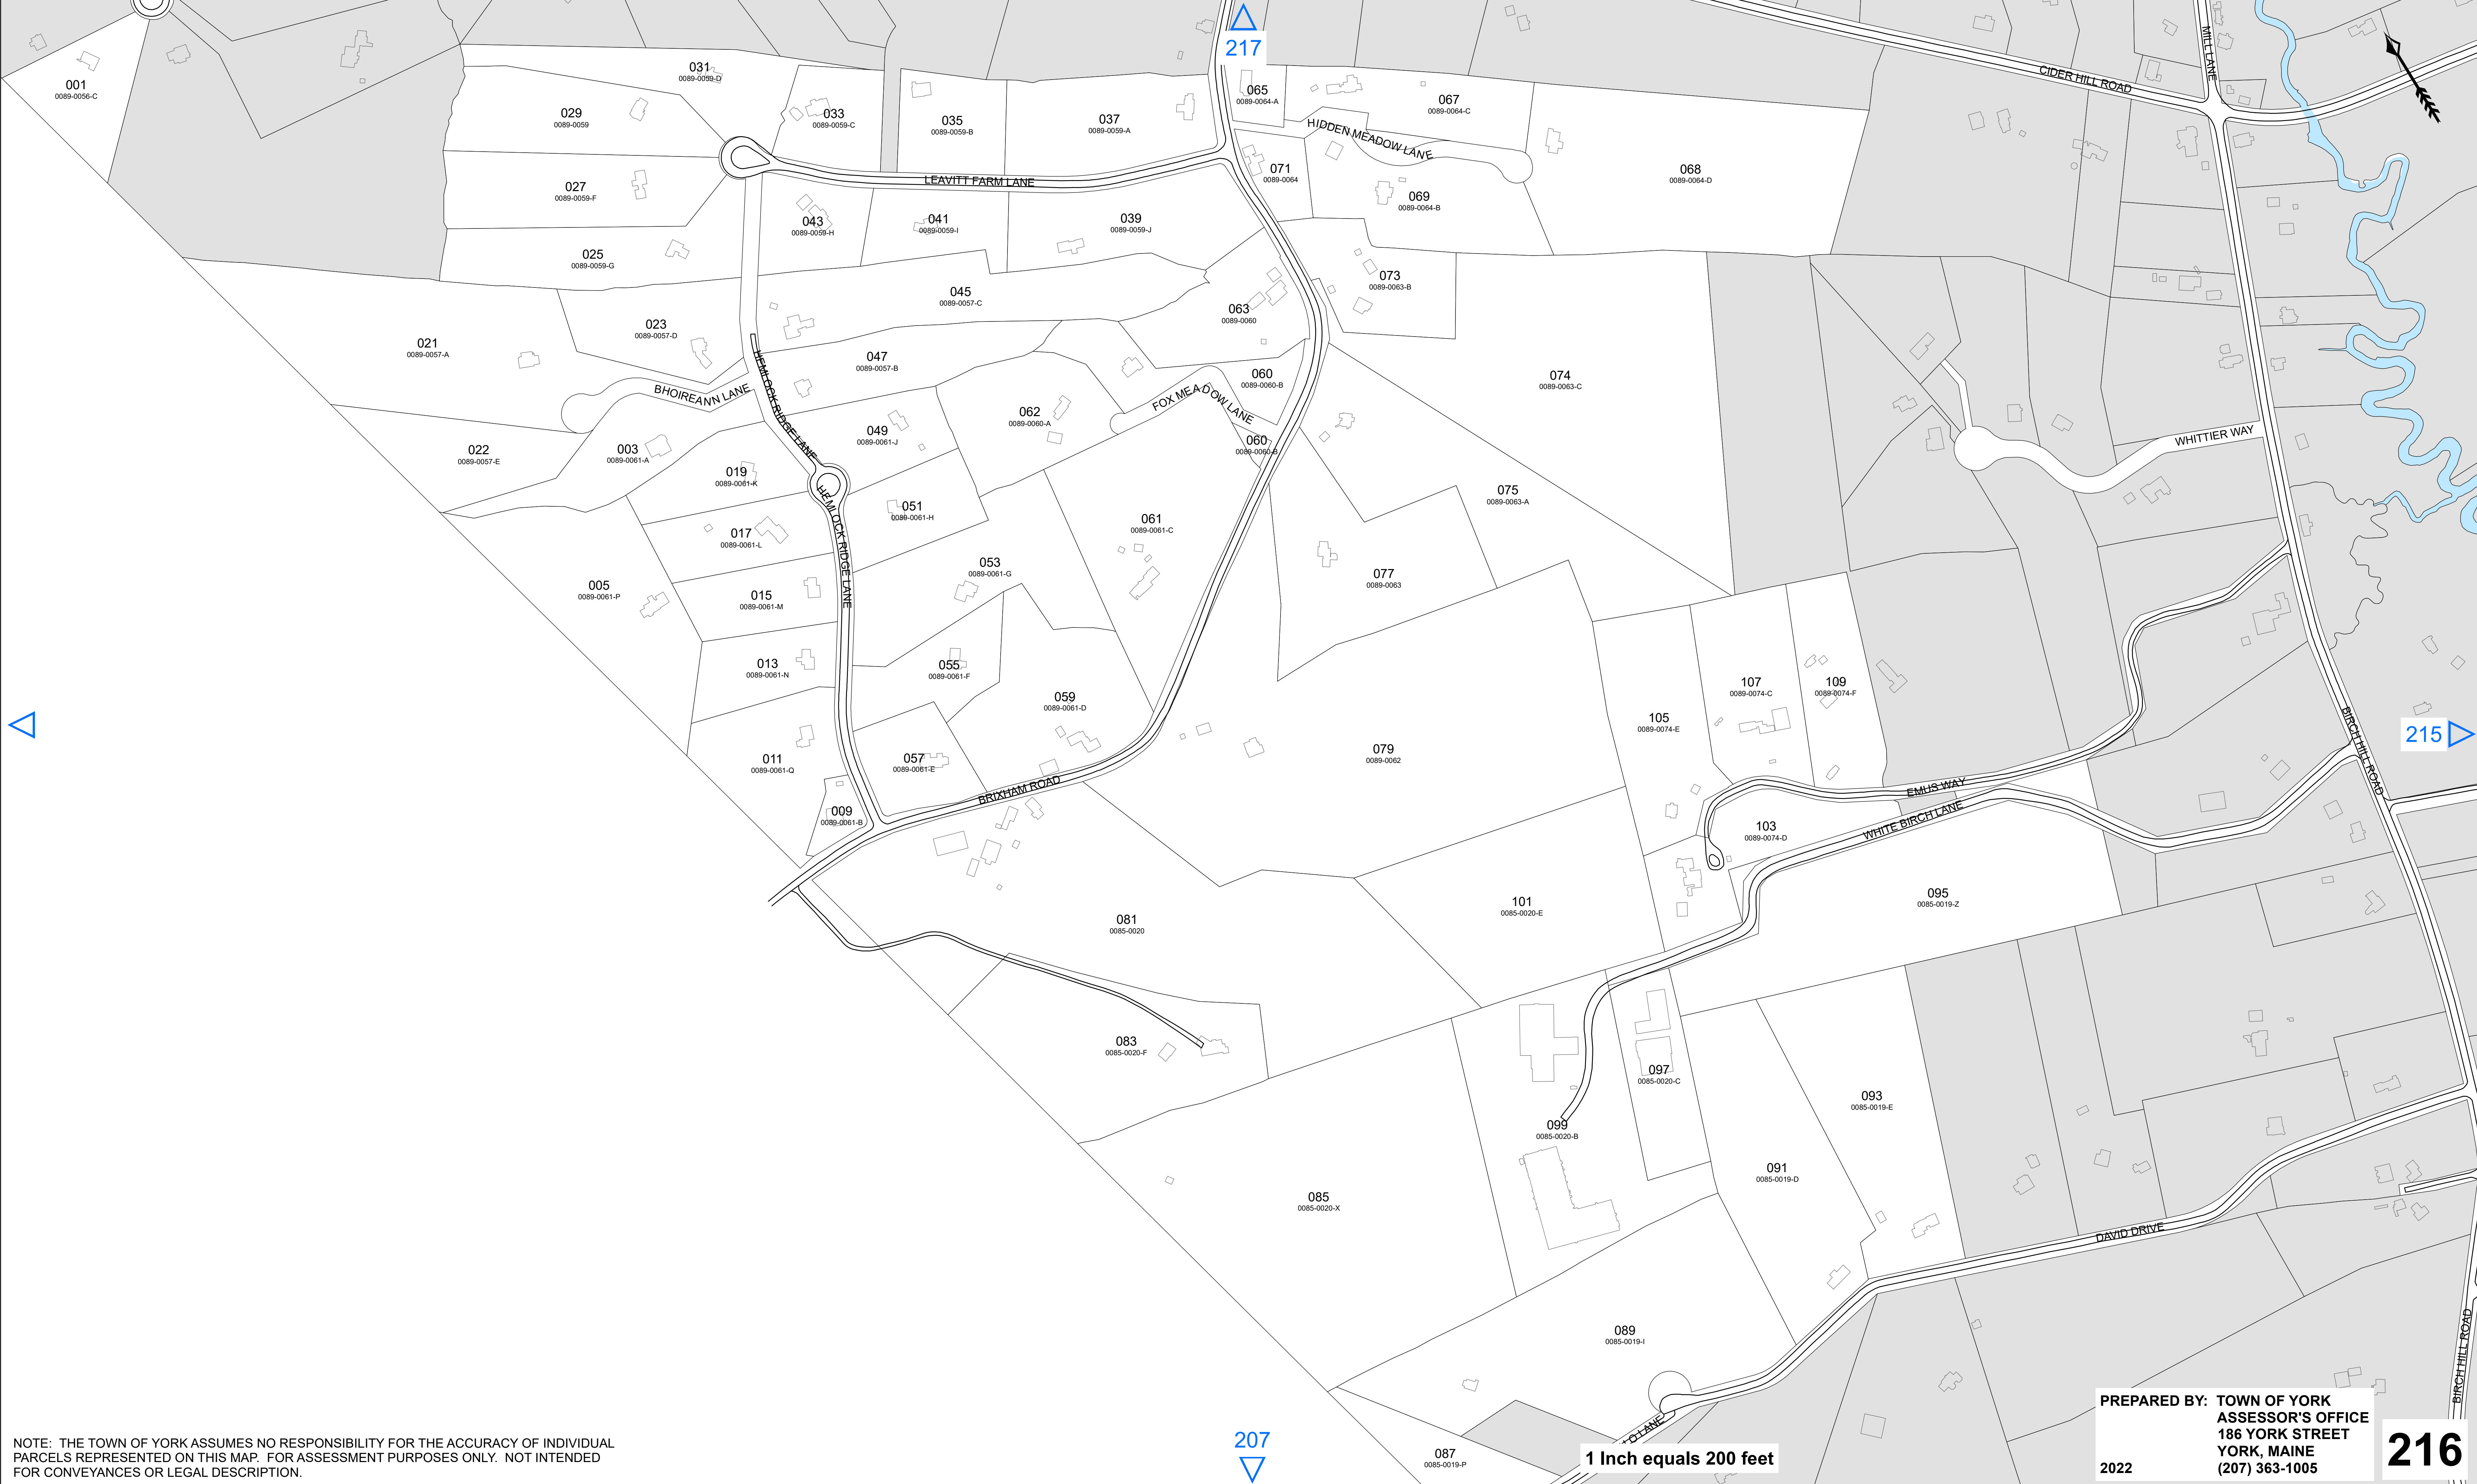 217
MILL LANE
CIDER HILL ROAD
001
0089-0056-C
031
0089-0059-D
029
0089-0059
033
0089-0059-C
035
0089-0059-B
037
0089-0059-A
065
0089-0064-A
067
0089-0064-C
HIDDEN MEADOW LANE
071
0089-0064
068
0089-0064-D
027
0089-0059-F
LEAVITT FARM LANE
069
0089-0064-B
043
0089-0059-H
041
0089-0059-I
039
0089-0059-J
025
0089-0059-G
073
0089-0063-B
045
0089-0057-C
063
0089-0060
023
0089-0057-D
021
0089-0057-A
047
0089-0057-B
060
0089-0060-B
074
0089-0063-C
BHOIREANN LANE
HEMLOCK RIDGE LANE
FOX MEADOW LANE
062
0089-0060-A
049
0089-0061-J
060
0089-0060-B
WHITTIER WAY
022
0089-0057-E
003
0089-0061-A
019
0089-0061-K
075
0089-0063-A
051
0089-0061-H
061
0089-0061-C
017
0089-0061-L
HEMLOCK RIDGE LANE
053
0089-0061-G
077
0089-0063
005
0089-0061-P
015
0089-0061-M
013
0089-0061-N
055
0089-0061-F
059
0089-0061-D
107
0089-0074-C
109
0089-0074-F
105
0089-0074-E
BIRCH HILL ROAD
215
079
0089-0062
011
0089-0061-Q
057
0089-0061-E
BRIXHAM ROAD
EMUS WAY
WHITE BIRCH LANE
009
0089-0061-B
103
0089-0074-D
095
0085-0019-Z
101
0085-0020-E
081
0085-0020
083
0085-0020-F
097
0085-0020-C
093
0085-0019-E
099
0085-0020-B
091
0085-0019-D
085
0085-0020-X
DAVID DRIVE
089
0085-0019-I
BIRCH HILL ROAD
087
0085-0019-P
O LANE
207
1 Inch equals 200 feet
NOTE: THE TOWN OF YORK ASSUMES NO RESPONSIBILITY FOR THE ACCURACY OF INDIVIDUAL
PARCELS REPRESENTED ON THIS MAP. FOR ASSESSMENT PURPOSES ONLY. NOT INTENDED
FOR CONVEYANCES OR LEGAL DESCRIPTION.
PREPARED BY: TOWN OF YORK
ASSESSOR'S OFFICE
186 YORK STREET
YORK, MAINE
2022 (207) 363-1005
216